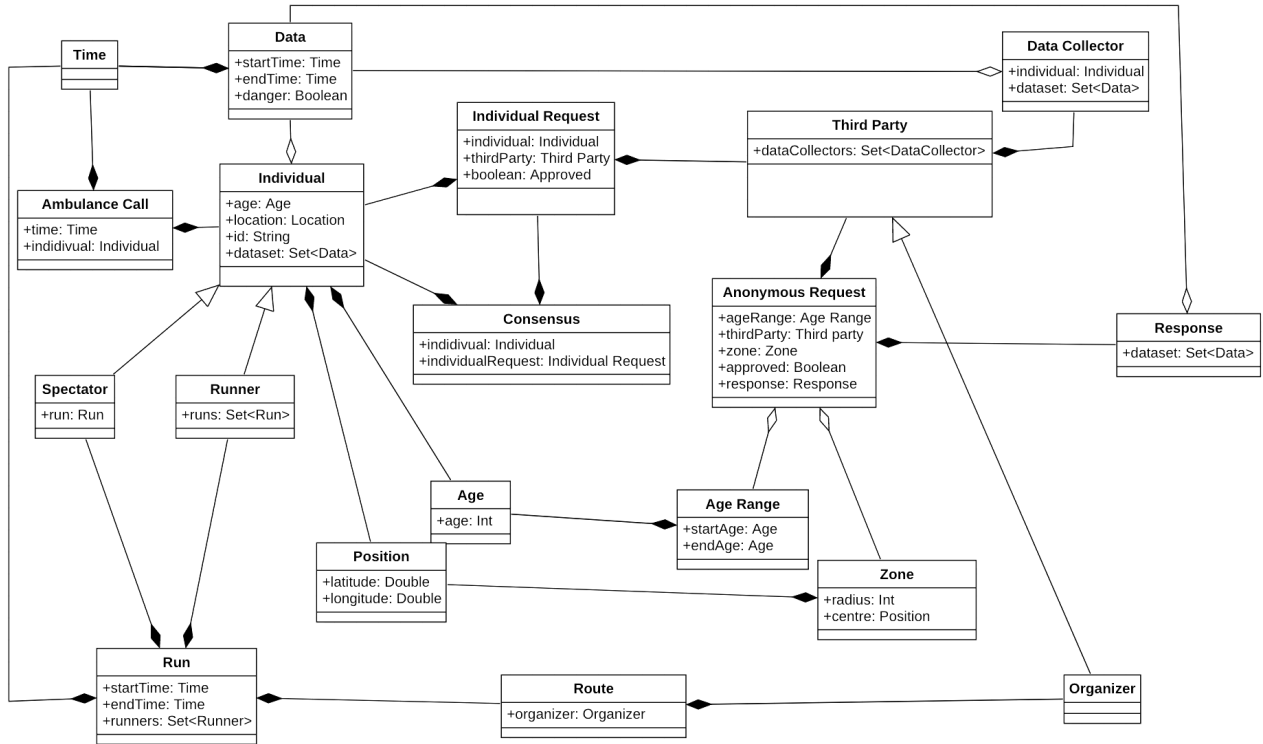 Time
Data
+startTime: Time
+endTime: Time
+danger: Boolean
Data Collector
+individual: Individual
+dataset: Set<Data>
Individual Request
+individual: Individual
+thirdParty: Third Party
+boolean: Approved
Third Party
+dataCollectors: Set<DataCollector>
Ambulance Call
+time: Time
+indidivual: Individual
Individual
+age: Age
+location: Location
+id: String
+dataset: Set<Data>
Consensus
+indidivual: Individual
+individualRequest: Individual Request
Anonymous Request
+ageRange: Age Range
+thirdParty: Third party
+zone: Zone
+approved: Boolean
+response: Response
Response
+dataset: Set<Data>
Spectator
+run: Run
Runner
+runs: Set<Run>
Age
+age: Int
Age Range
+startAge: Age
+endAge: Age
Position
+latitude: Double
+longitude: Double
Zone
+radius: Int
+centre: Position
Run
+startTime: Time
+endTime: Time
+runners: Set<Runner>
Route
+organizer: Organizer
Organizer